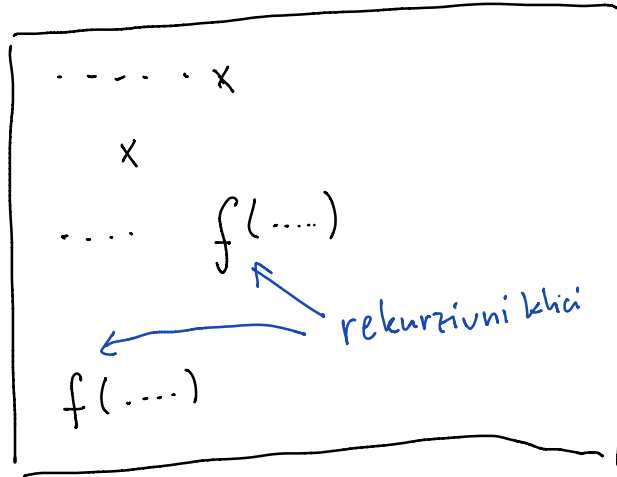 . . . . . x
x
. . . . f(.....)
rekurzivni klici
f(....)